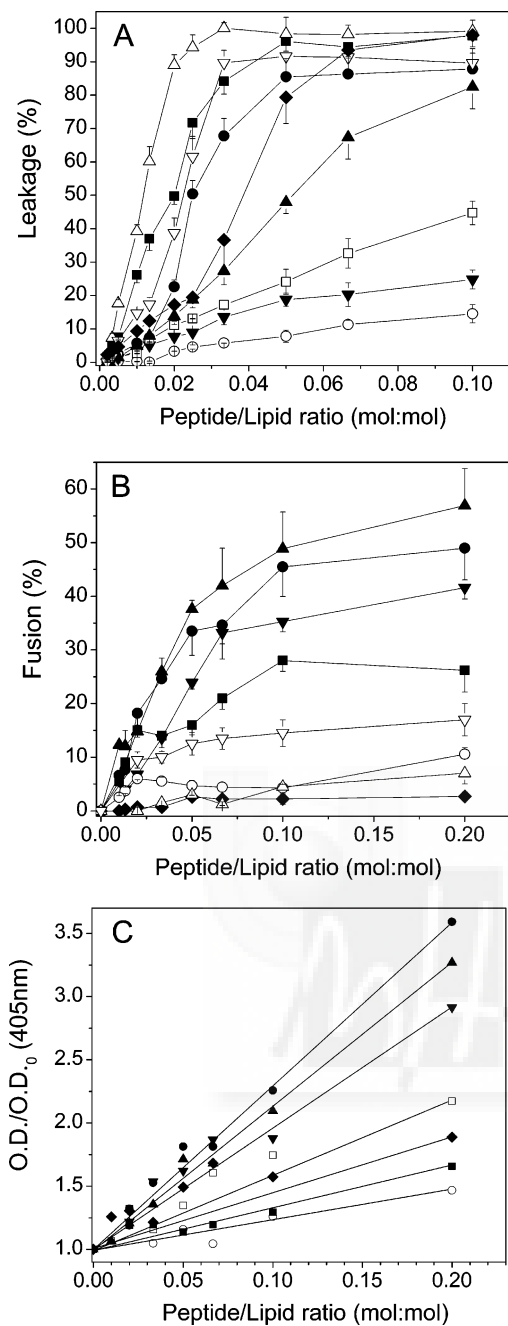 A
Leakage (%)
100
90
80
70
60
50
40
30
20
10
0
0.00 0.02 0.04 0.06 0.08 0.10
Peptide/Lipid ratio (mol:mol)
B
Fusion (%)
60
50
40
30
20
10
0
0.00 0.05 0.10 0.15 0.20
Peptide/Lipid ratio (mol:mol)
C
O.D./O.D.₀ (405nm)
3.5
3.0
2.5
2.0
1.5
1.0
0.00 0.05 0.10 0.15 0.20
Peptide/Lipid ratio (mol:mol)